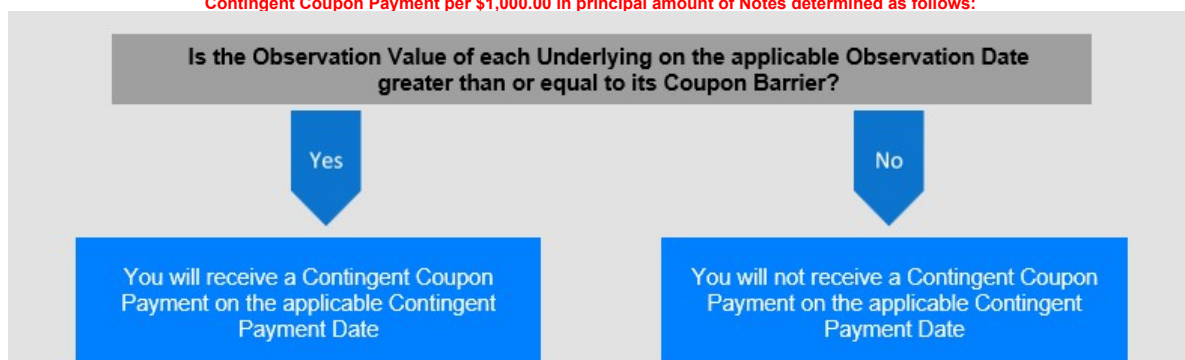 Contingent Coupon Payment per $1,000.00 in principal amount of Notes determined as follows:
Is the Observation Value of each Underlying on the applicable Observation Date
greater than or equal to its Coupon Barrier?
Yes
No
You will receive a Contingent Coupon
Payment on the applicable Contingent
Payment Date
You will not receive a Contingent Coupon
Payment on the applicable Contingent
Payment Date